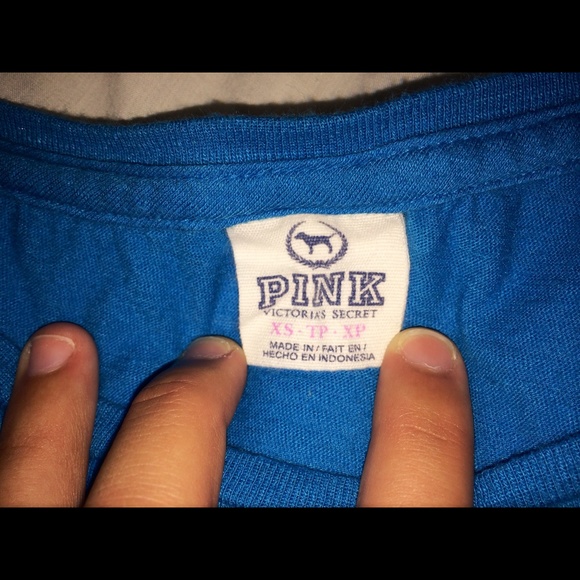 PINK
VICTORIA'S SECRET
XS · TP · XP
MADE IN / FAIT EN /
HECHO EN INDONESIA